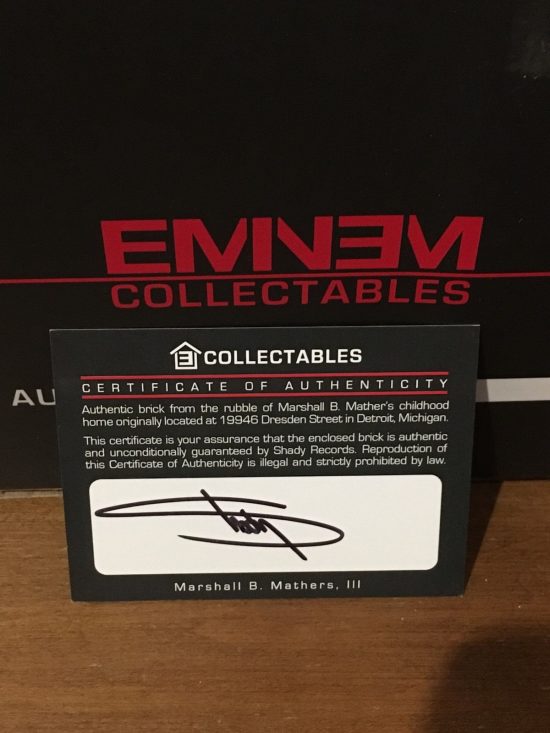 EMINEM
COLLECTABLES
AU
E COLLECTABLES
CERTIFICATE OF AUTHENTICITY
Authentic brick from the rubble of Marshall B. Mather's childhood
home originally located at 19946 Dresden Street in Detroit, Michigan.
This certificate is your assurance that the enclosed brick is authentic
and unconditionally guaranteed by Shady Records. Reproduction of
this Certificate of Authenticity is illegal and strictly prohibited by law.
Marshall B. Mathers, III